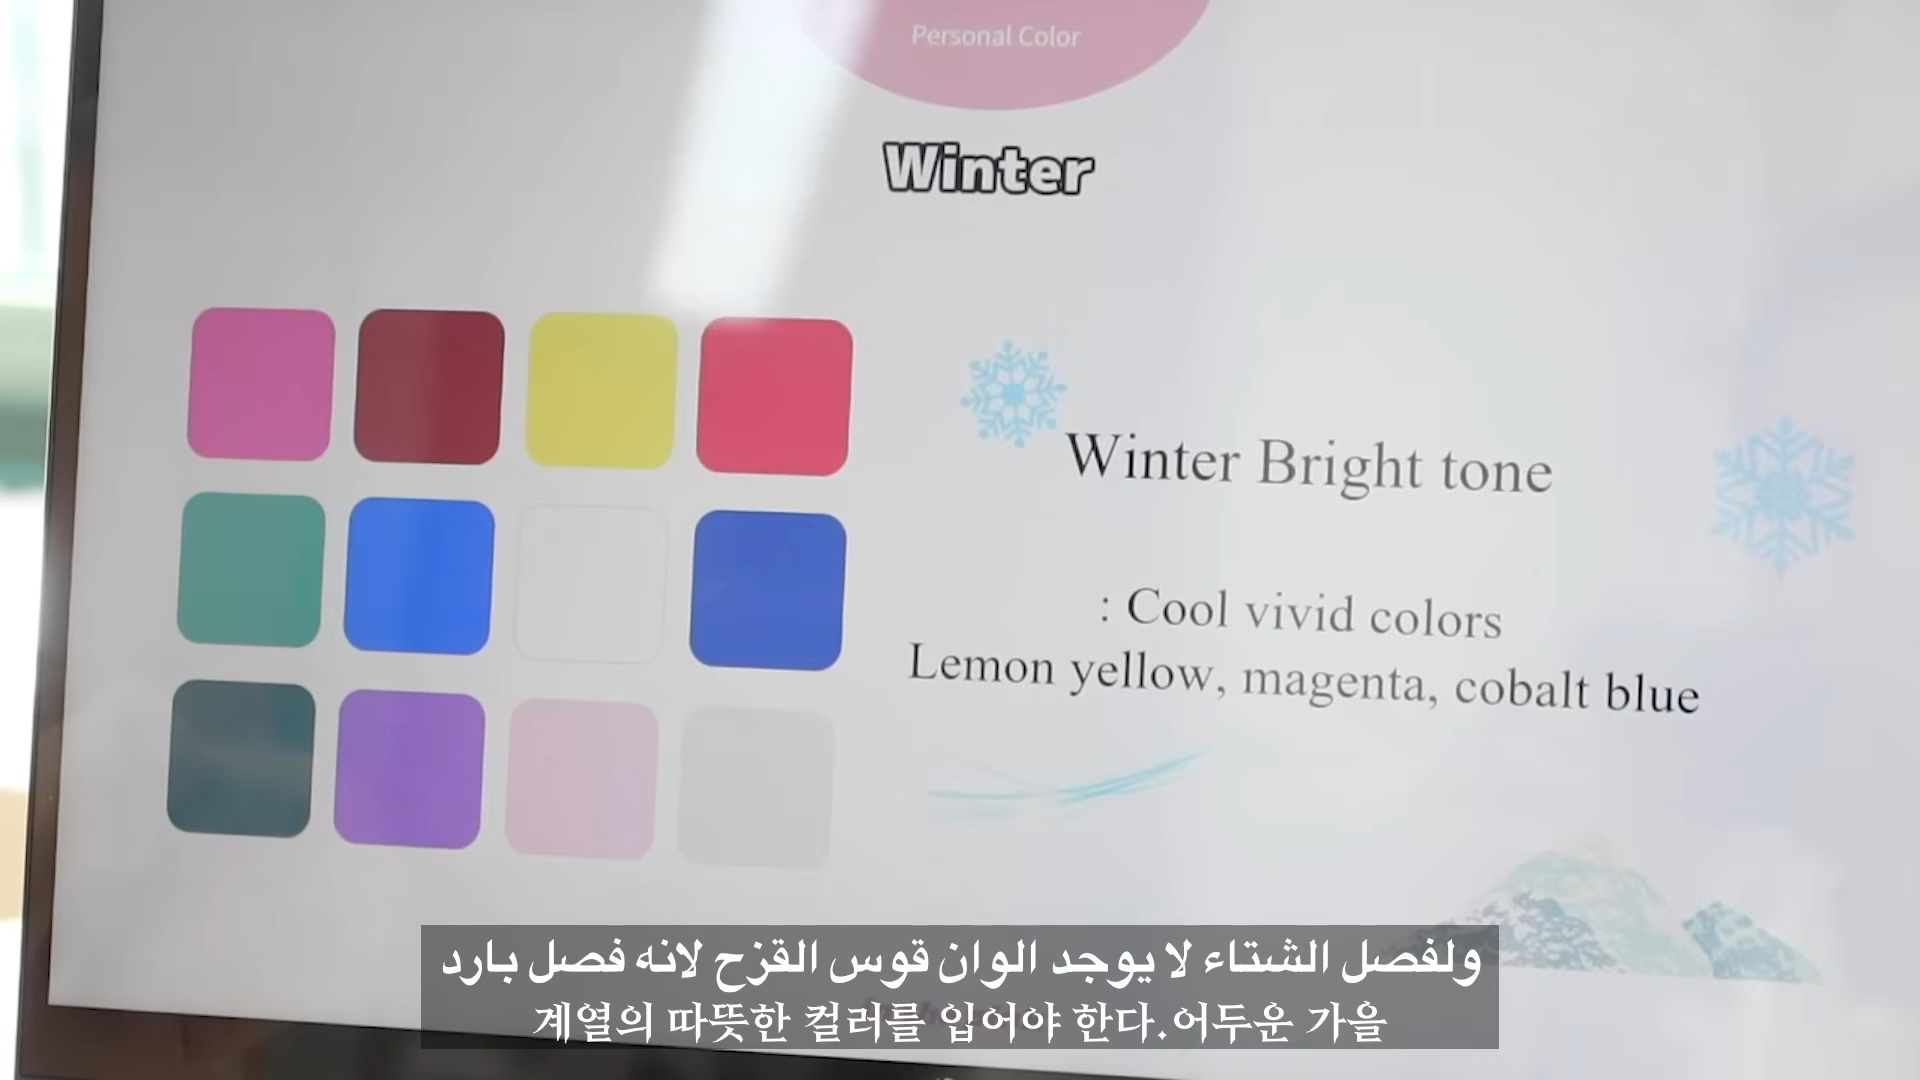 Personal Color
Winter
Winter Bright tone
: Cool vivid colors
Lemon yellow, magenta, cobalt blue
ولفصل الشتاء لا يوجد الوان قوس القزح لانه فصل بارد
계열의 따뜻한 컬러를 입어야 한다.어두운 가을